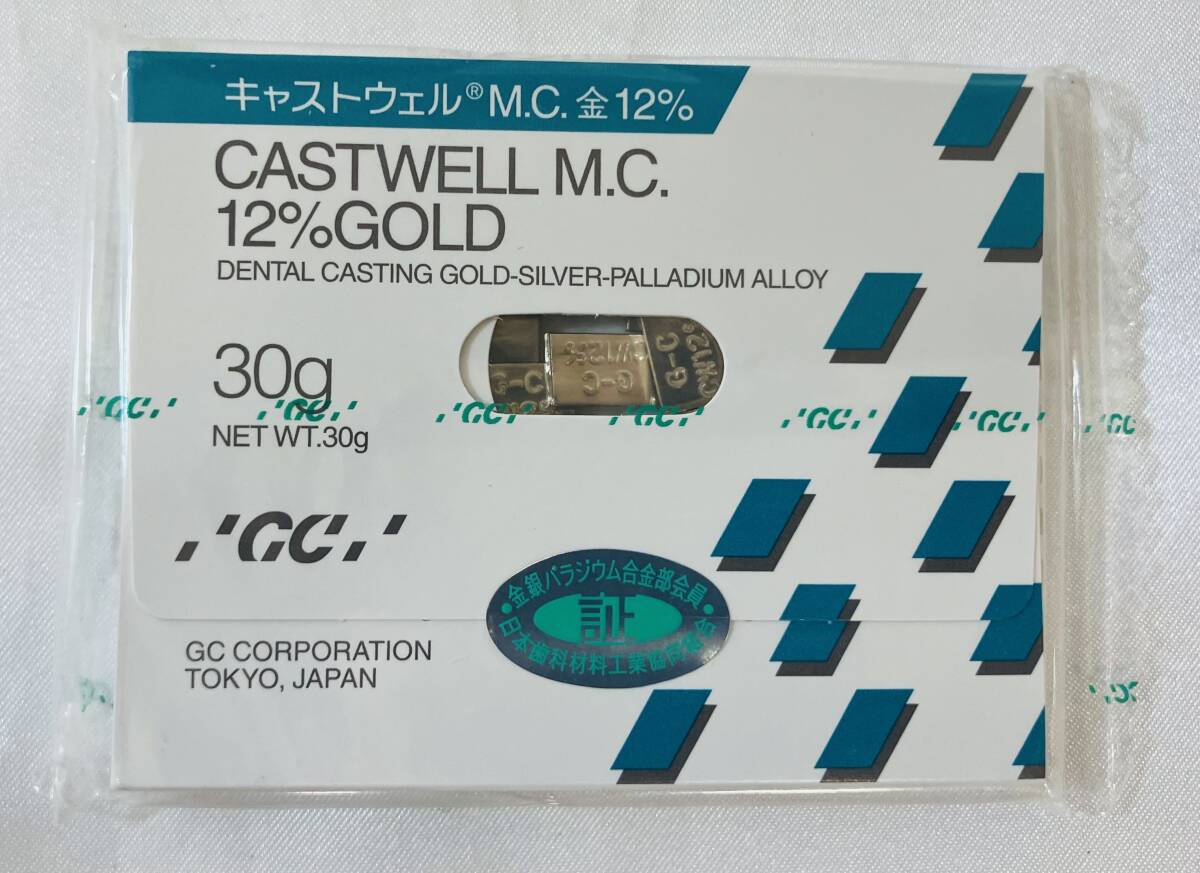 キャストウェル®M.C.金12%
CASTWELL M.C.
12%GOLD
DENTAL CASTING GOLD-SILVER-PALLADIUM ALLOY
30g
NET WT.30g
G-C
G-C
GC
GC
GC
GC
GC
GC
GC
GC
・金銀パラジウム合金部会員・
証
日本歯科材料工業協同組合
GC CORPORATION
TOKYO, JAPAN
GC